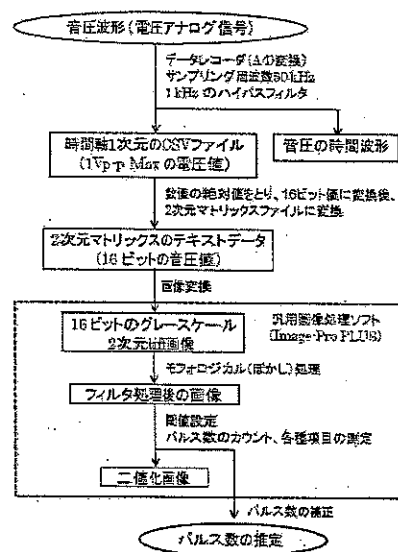 音圧波形(電圧アナログ信号)
データレコーダ(A/D変換)
サンプリング周波数50kHz
1kHzのハイパスフィルタ
時間軸1次元のCSVファイル
(1Vp-p Maxの電圧値)
音圧の時間波形
数値の絶対値をとり、16ビット値に変換後、
2次元マトリックスファイルに変換
2次元マトリックスのテキストデータ
(16ビットの音圧値)
画像変換
16ビットのグレースケール
2次元画像
汎用画像処理ソフト
(Image-Pro PLUS)
モフォロジカル(ぼかし)処理
フィルタ処理後の画像
閾値設定
パルス数のカウント、各種項目の測定
二値化画像
パルス数の補正
パルス数の推定